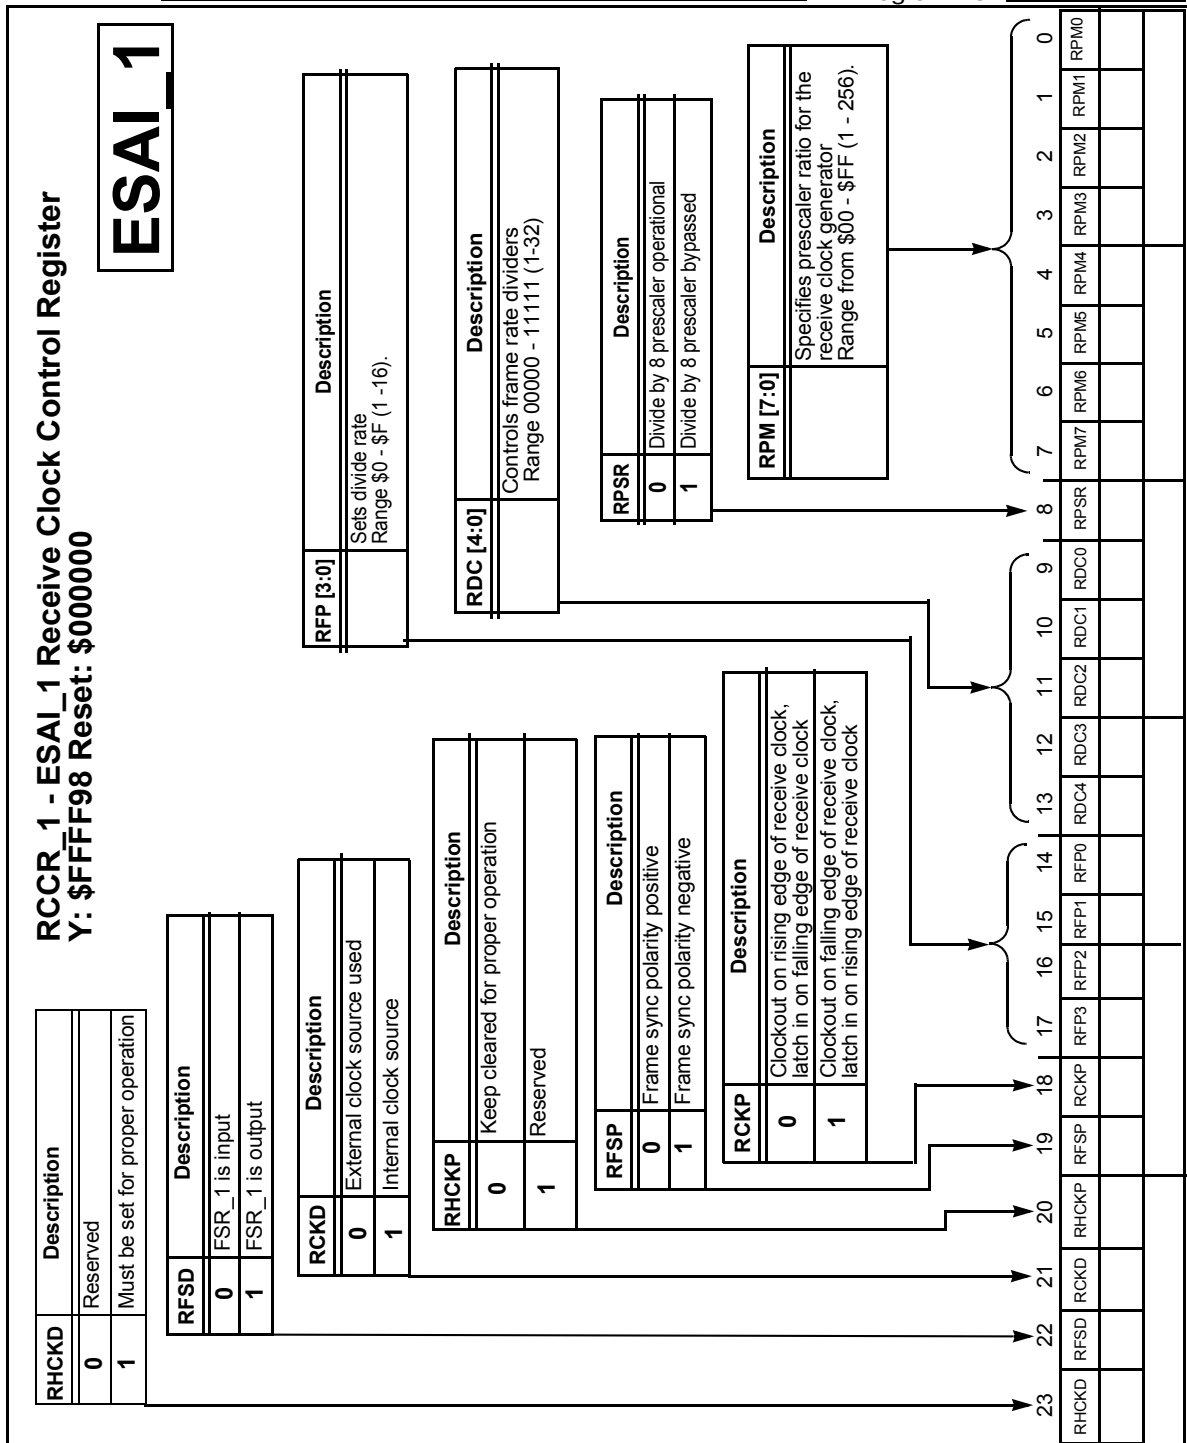 RCCR_1 - ESAI_1 Receive Clock Control Register
Y: $FFFF98 Reset: $000000
ESAI_1
RHCKD Description
0 Reserved
1 Must be set for proper operation
RFSD Description
0 FSR_1 is input
1 FSR_1 is output
RCKD Description
0 External clock source used
1 Internal clock source
RHCKP Description
0 Keep cleared for proper operation
1 Reserved
RFSP Description
0 Frame sync polarity positive
1 Frame sync polarity negative
RCKP Description
0 Clockout on rising edge of receive clock,
latch in on falling edge of receive clock
1 Clockout on falling edge of receive clock,
latch in on rising edge of receive clock
RFP [3:0] Description
Sets divide rate
Range $0 - $F (1 -16).
RDC [4:0] Description
Controls frame rate dividers
Range 00000 - 11111 (1-32)
RPSR Description
0 Divide by 8 prescaler operational
1 Divide by 8 prescaler bypassed
RPM [7:0] Description
Specifies prescaler ratio for the
receive clock generator
Range from $00 - $FF (1 - 256).
23 22 21 20 19 18 17 16 15 14 13 12 11 10 9 8 7 6 5 4 3 2 1 0
RHCKD RFSD RCKD RHCKP RFSP RCKP RFP3 RFP2 RFP1 RFP0 RDC4 RDC3 RDC2 RDC1 RDC0 RPSR RPM7 RPM6 RPM5 RPM4 RPM3 RPM2 RPM1 RPM0